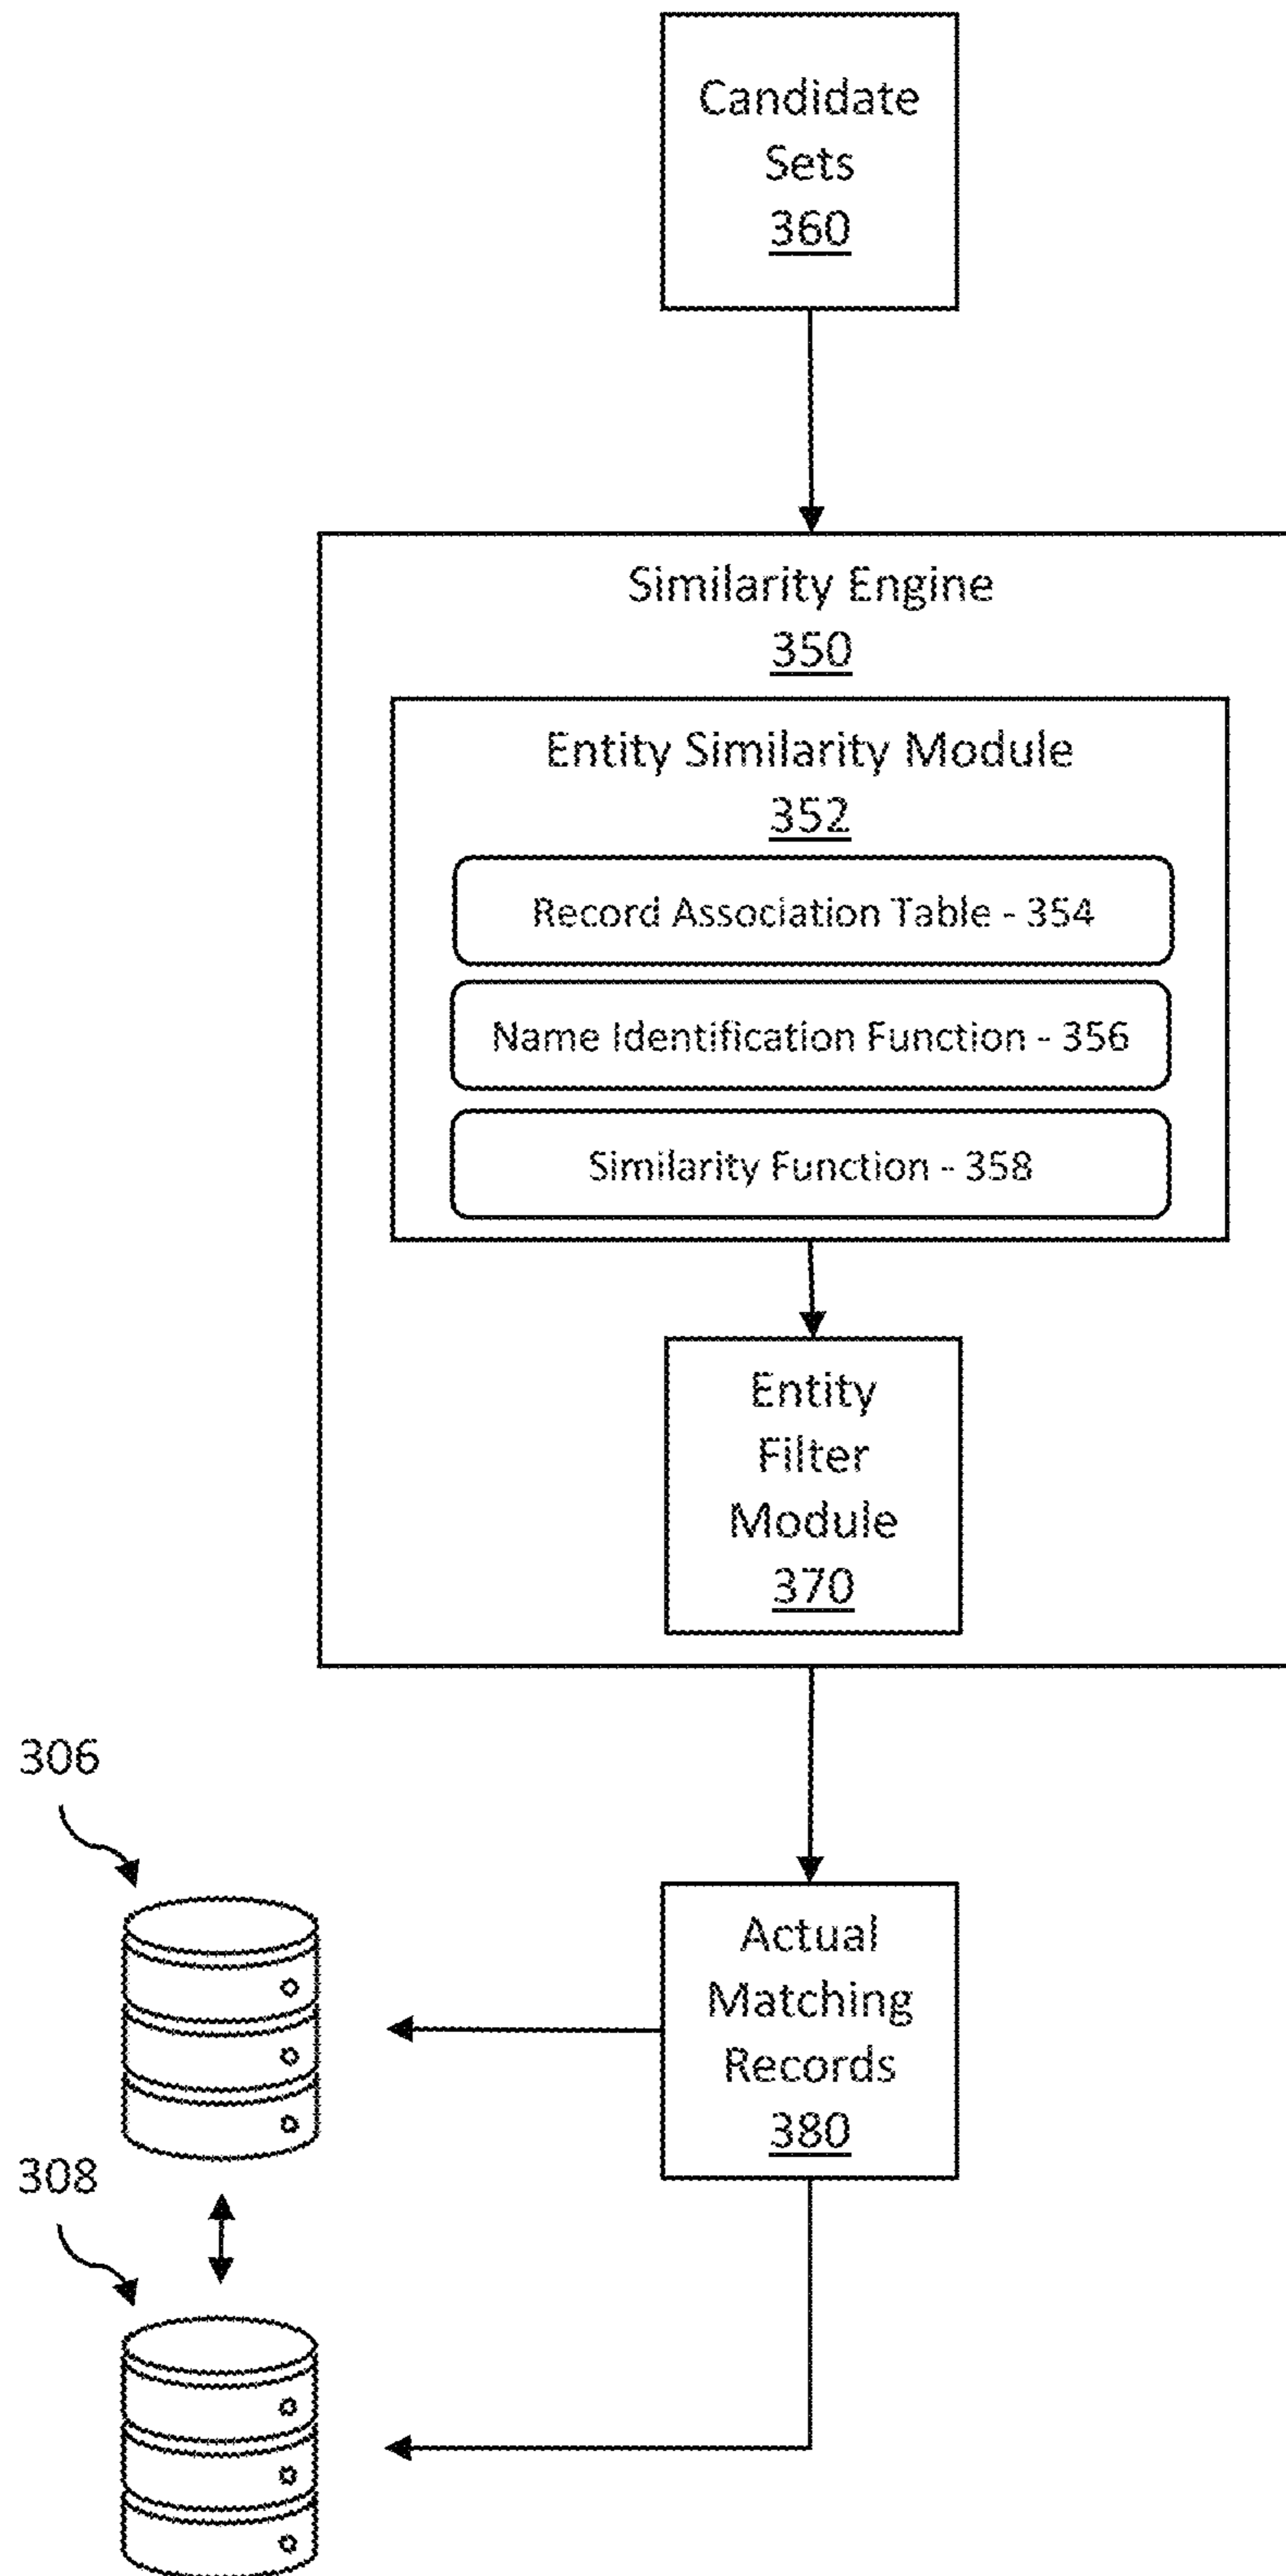 Candidate
Sets
360
Similarity Engine
350
Entity Similarity Module
352
Record Association Table - 354
Name Identification Function - 356
Similarity Function - 358
Entity
Filter
Module
370
306
Actual
Matching
Records
380
308